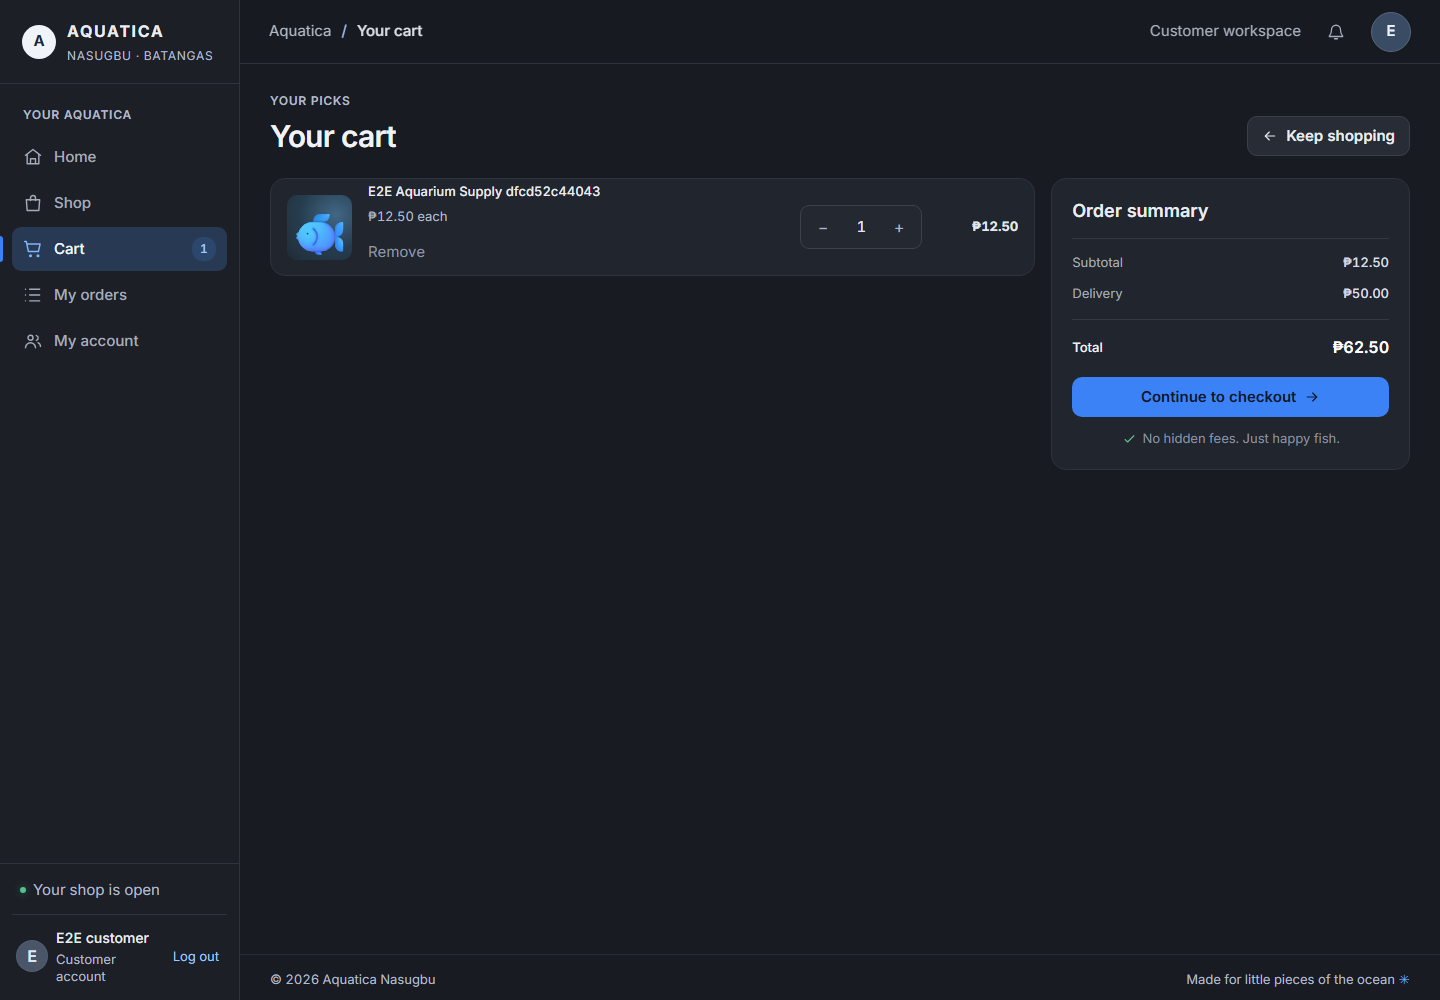 A
AQUATICA
NASUGBU · BATANGAS
YOUR AQUATICA
Home
Shop
Cart 1
My orders
My account
Your shop is open
E
E2E customer
Customer account
Log out
Aquatica / Your cart
Customer workspace
E
YOUR PICKS
Your cart
← Keep shopping
E2E Aquarium Supply dfcd52c44043
₱12.50 each
Remove
− 1 +
₱12.50
Order summary
Subtotal ₱12.50
Delivery ₱50.00
Total ₱62.50
Continue to checkout →
✓ No hidden fees. Just happy fish.
© 2026 Aquatica Nasugbu
Made for little pieces of the ocean ✳